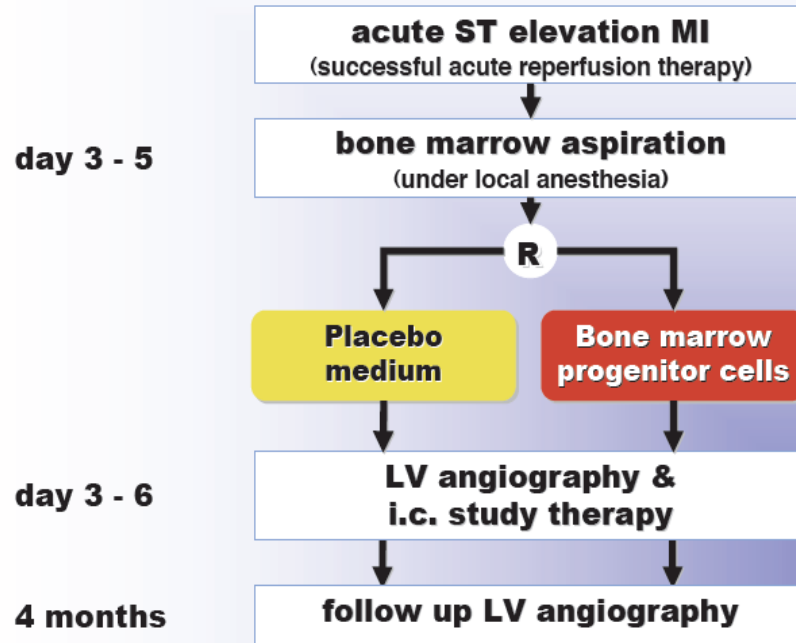 acute ST elevation MI
(successful acute reperfusion therapy)
day 3 - 5
bone marrow aspiration
(under local anesthesia)
R
Placebo
medium
Bone marrow
progenitor cells
day 3 - 6
LV angiography &
i.c. study therapy
4 months
follow up LV angiography